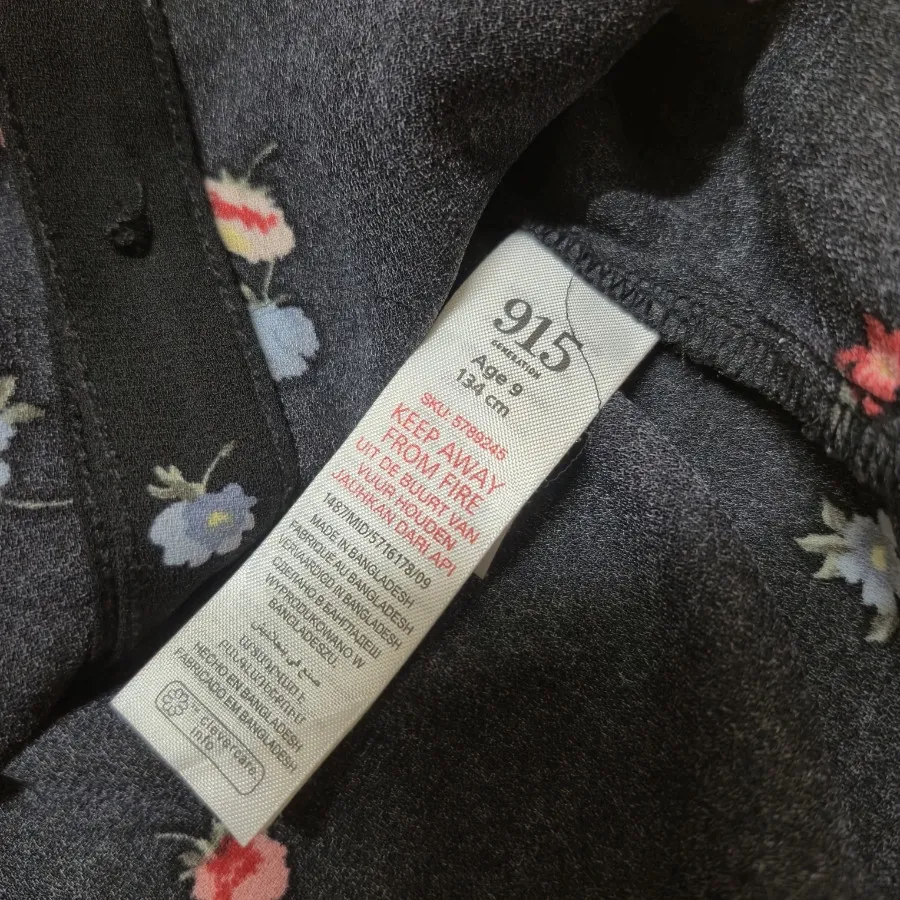 915
GENERATION
Age 9
134 cm
SKU: 5789245
KEEP AWAY
FROM FIRE
UIT DE BUURT VAN
VUUR HOUDEN
JAUHKAN DARI API
1487/MID/5716178/09
MADE IN BANGLADESH
FABRIQUÉ AU BANGLADESH
VERVAARDIGD IN BANGLADESH
СДЕЛАНО В БАНГЛАДЕШ
WYPRODUKOWANO W
BANGLADESZU.
صنع في بنغلاديش
HECHO EN BANGLADESH
FABRICADO EM BANGLADESH
clevercare.
info